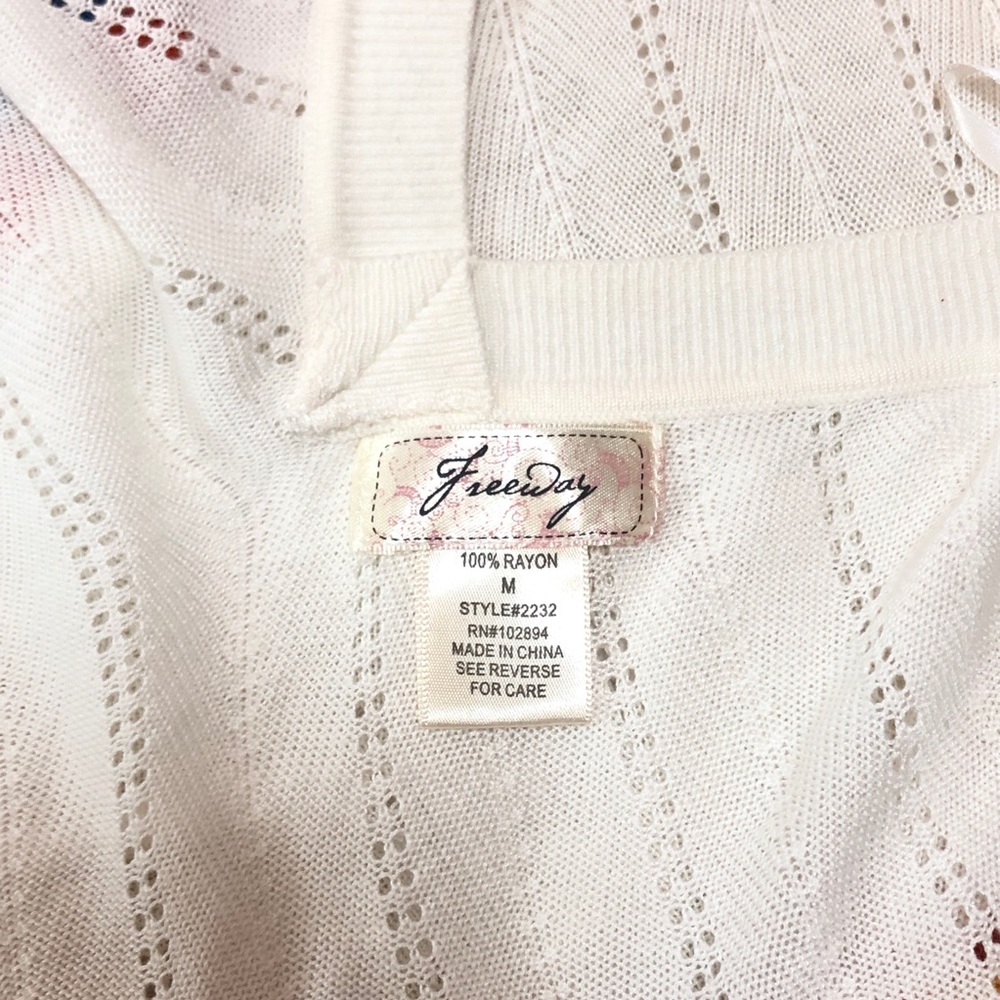 Freeway
100% RAYON
M
STYLE#2232
RN#102894
MADE IN CHINA
SEE REVERSE
FOR CARE